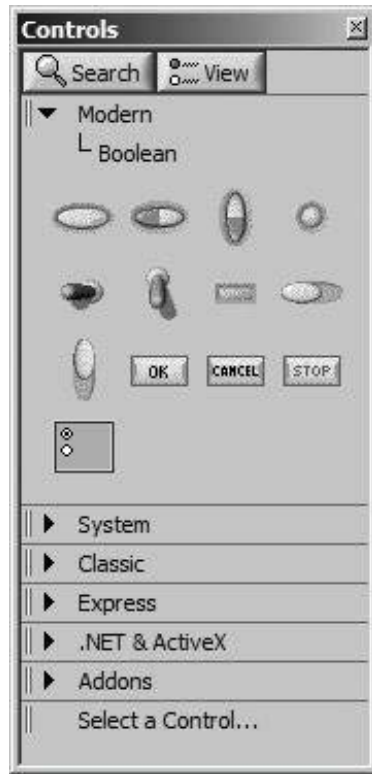 Controls
Search View
Modern
Boolean
OK CANCEL STOP
System
Classic
Express
.NET & ActiveX
Addons
Select a Control...